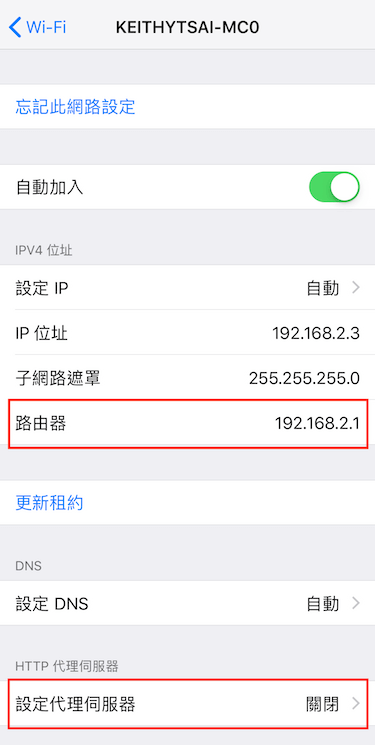 Wi-Fi KEITHYTSAI-MC0
忘記此網路設定
自動加入
IPV4 位址
設定 IP 自動
IP 位址 192.168.2.3
子網路遮罩 255.255.255.0
路由器 192.168.2.1
更新租約
DNS
設定 DNS 自動
HTTP 代理伺服器
設定代理伺服器 關閉